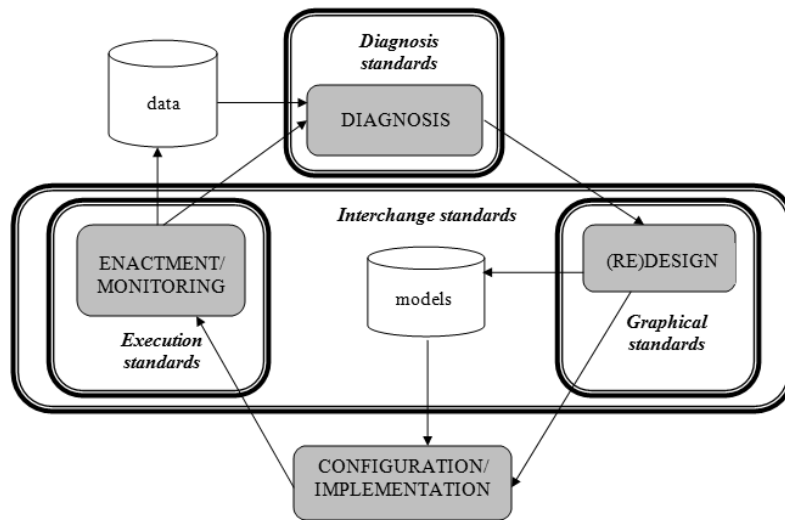 Diagnosis
standards
data
DIAGNOSIS
Interchange standards
ENACTMENT/
MONITORING
(RE)DESIGN
models
Execution
standards
Graphical
standards
CONFIGURATION/
IMPLEMENTATION